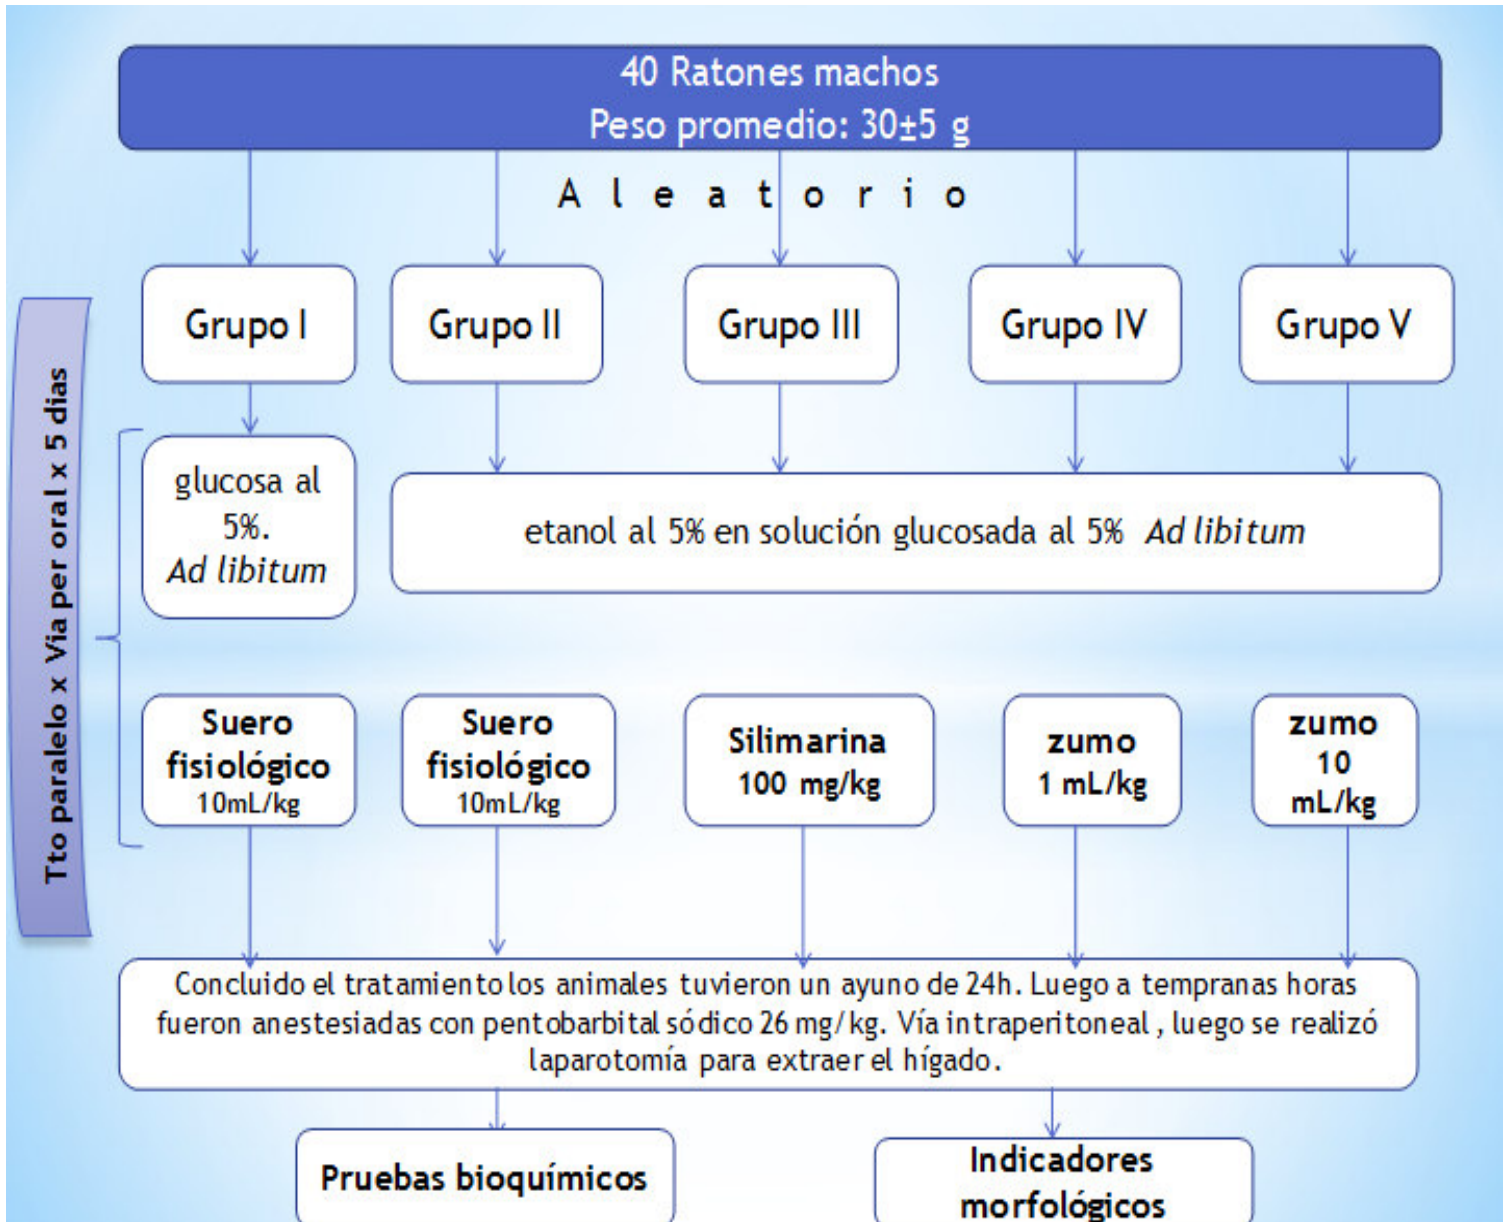 40 Ratones machos
Peso promedio: 30±5 g
Aleatorio
Grupo I
Grupo II
Grupo III
Grupo IV
Grupo V
Tto paralelo x Via per oral x 5 dias
glucosa al
5%.
Ad libitum
etanol al 5% en solución glucosada al 5% Ad libitum
Suero
fisiológico
10mL/kg
Suero
fisiológico
10mL/kg
Silimarina
100 mg/kg
zumo
1 mL/kg
zumo
10
mL/kg
Concluido el tratamiento los animales tuvieron un ayuno de 24h. Luego a tempranas horas
fueron anestesiadas con pentobarbital sódico 26 mg/kg. Vía intraperitoneal , luego se realizó
laparotomía para extraer el hígado.
Pruebas bioquímicos
Indicadores
morfológicos